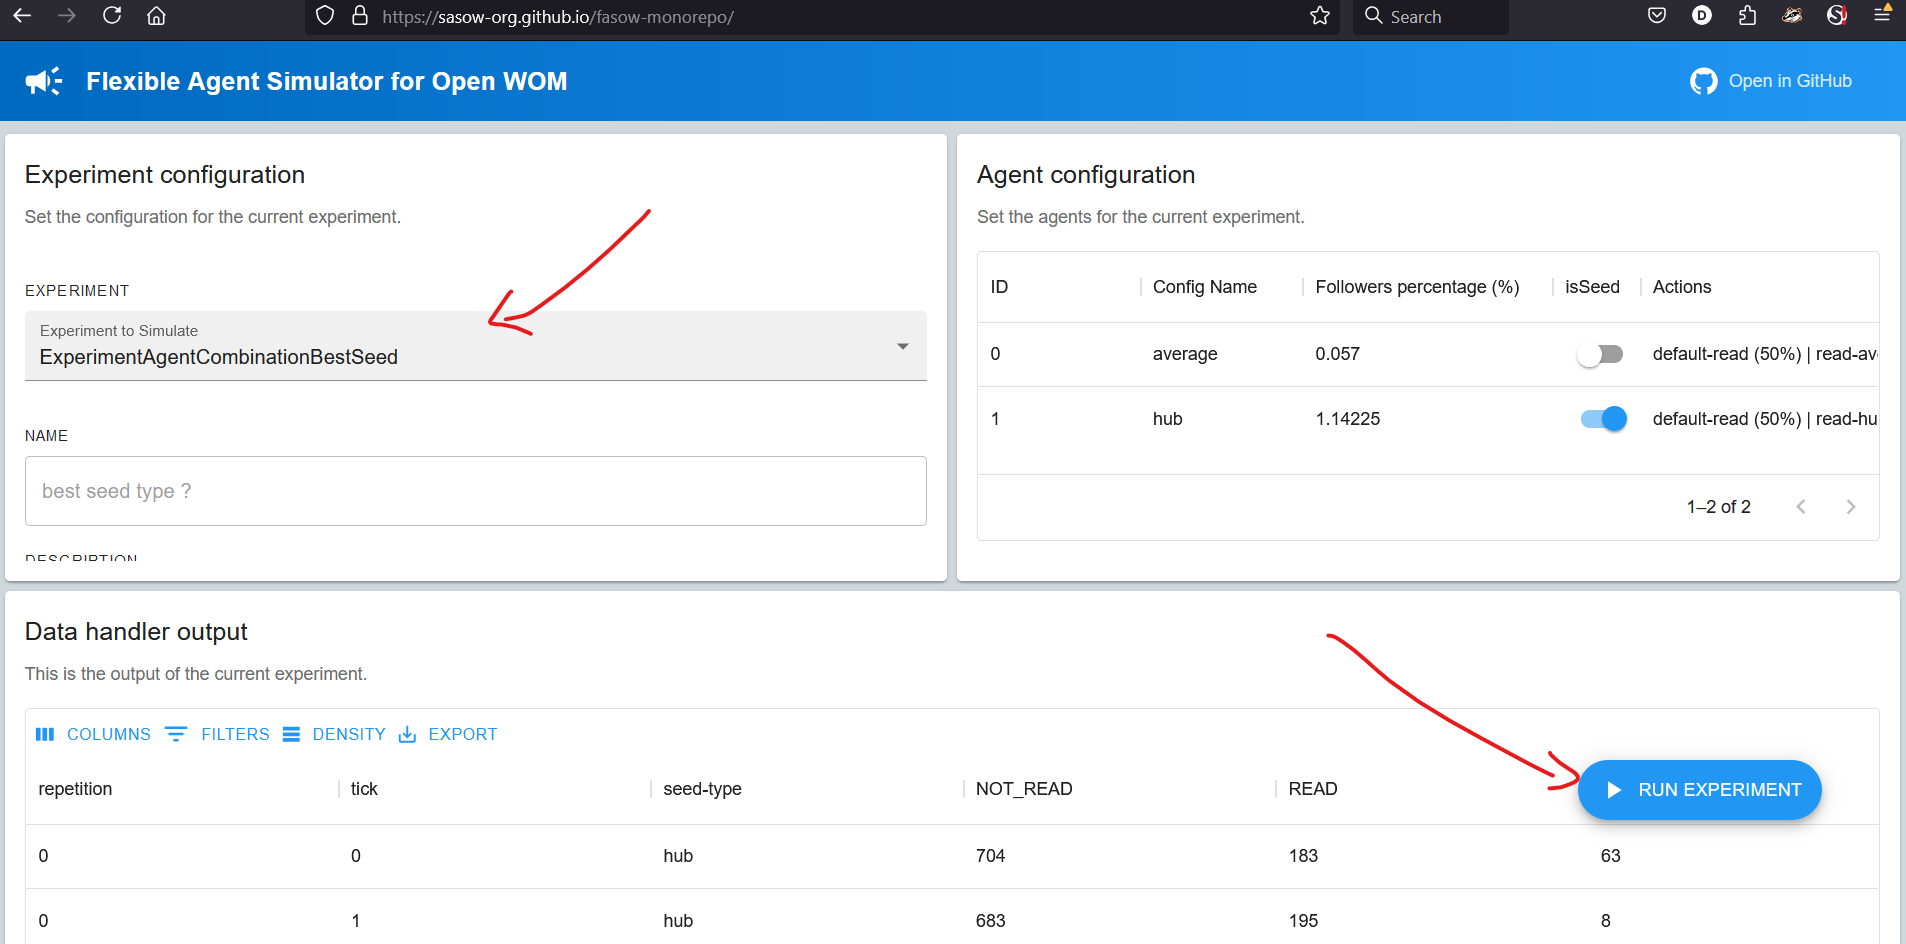 https://sasow-org.github.io/fasow-monorepo/
Search
D
Flexible Agent Simulator for Open WOM
Open in GitHub
Experiment configuration
Set the configuration for the current experiment.
EXPERIMENT
Experiment to Simulate
ExperimentAgentCombinationBestSeed
NAME
best seed type ?
DESCRIPTION
Agent configuration
Set the agents for the current experiment.
ID Config Name Followers percentage (%) isSeed Actions
0 average 0.057 default-read (50%) | read-av
1 hub 1.14225 default-read (50%) | read-hu
1–2 of 2
Data handler output
This is the output of the current experiment.
COLUMNS FILTERS DENSITY EXPORT
repetition tick seed-type NOT_READ READ
RUN EXPERIMENT
0 0 hub 704 183 63
0 1 hub 683 195 8